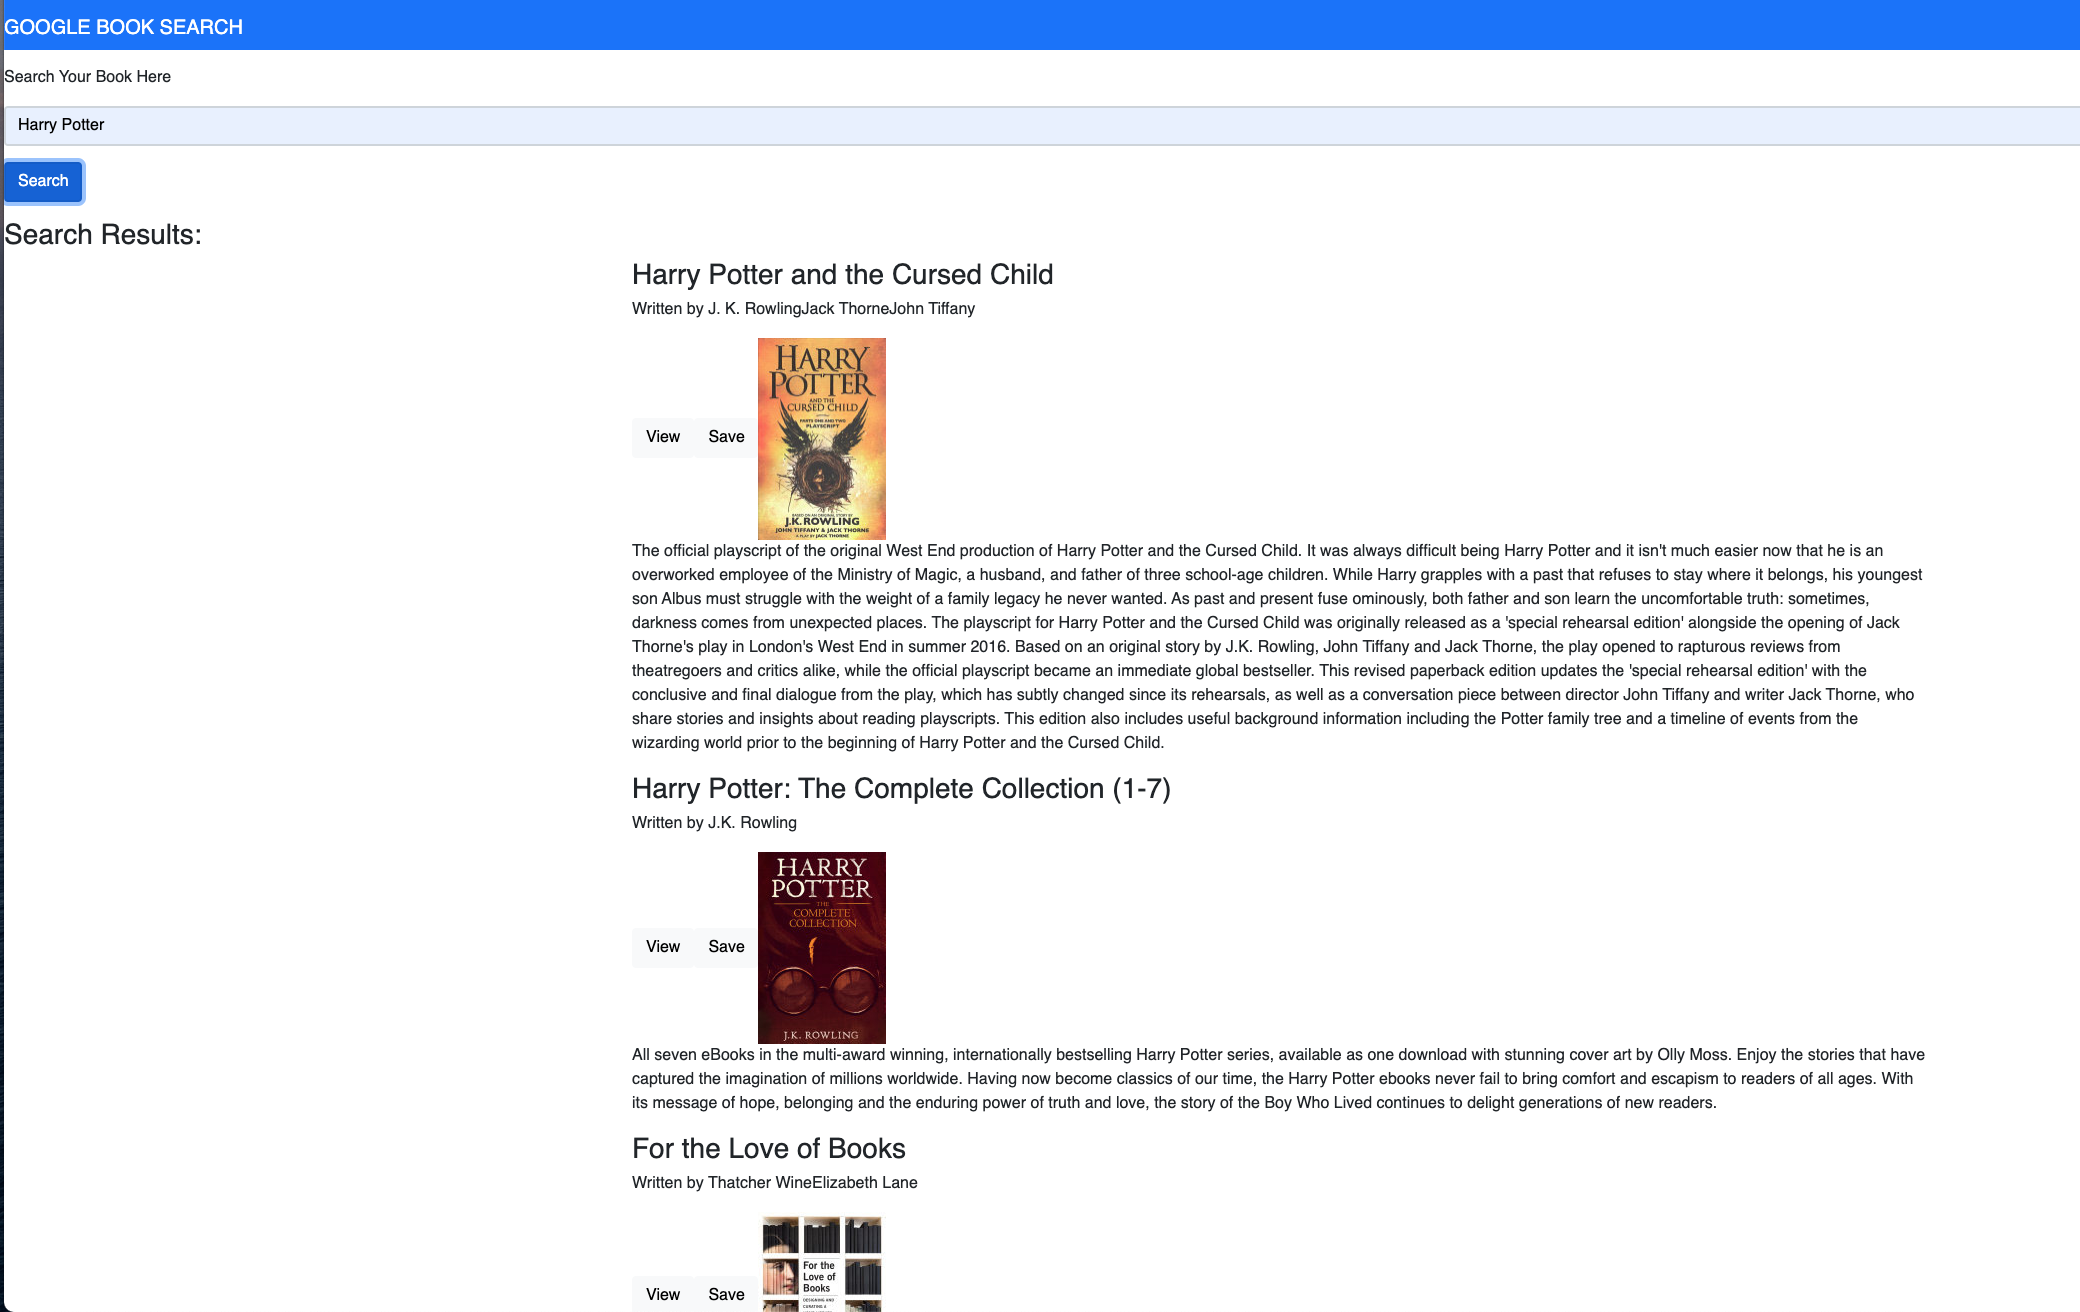 GOOGLE BOOK SEARCH
Search Your Book Here
Harry Potter
Search
Search Results:
Harry Potter and the Cursed Child
Written by J. K. RowlingJack ThorneJohn Tiffany
View Save
HARRY
POTTER
AND THE
CURSED CHILD
PARTS ONE AND TWO
PLAYSCRIPT
BASED ON AN ORIGINAL STORY BY
J.K. ROWLING
JOHN TIFFANY & JACK THORNE
A PLAY BY JACK THORNE
The official playscript of the original West End production of Harry Potter and the Cursed Child. It was always difficult being Harry Potter and it isn't much easier now that he is an
overworked employee of the Ministry of Magic, a husband, and father of three school-age children. While Harry grapples with a past that refuses to stay where it belongs, his youngest
son Albus must struggle with the weight of a family legacy he never wanted. As past and present fuse ominously, both father and son learn the uncomfortable truth: sometimes,
darkness comes from unexpected places. The playscript for Harry Potter and the Cursed Child was originally released as a 'special rehearsal edition' alongside the opening of Jack
Thorne's play in London's West End in summer 2016. Based on an original story by J.K. Rowling, John Tiffany and Jack Thorne, the play opened to rapturous reviews from
theatregoers and critics alike, while the official playscript became an immediate global bestseller. This revised paperback edition updates the 'special rehearsal edition' with the
conclusive and final dialogue from the play, which has subtly changed since its rehearsals, as well as a conversation piece between director John Tiffany and writer Jack Thorne, who
share stories and insights about reading playscripts. This edition also includes useful background information including the Potter family tree and a timeline of events from the
wizarding world prior to the beginning of Harry Potter and the Cursed Child.
Harry Potter: The Complete Collection (1-7)
Written by J.K. Rowling
View Save
HARRY
POTTER
THE
COMPLETE
COLLECTION
J.K. ROWLING
All seven eBooks in the multi-award winning, internationally bestselling Harry Potter series, available as one download with stunning cover art by Olly Moss. Enjoy the stories that have
captured the imagination of millions worldwide. Having now become classics of our time, the Harry Potter ebooks never fail to bring comfort and escapism to readers of all ages. With
its message of hope, belonging and the enduring power of truth and love, the story of the Boy Who Lived continues to delight generations of new readers.
For the Love of Books
Written by Thatcher WineElizabeth Lane
View Save
For the
Love of
Books
DESIGNING AND
CURATING A